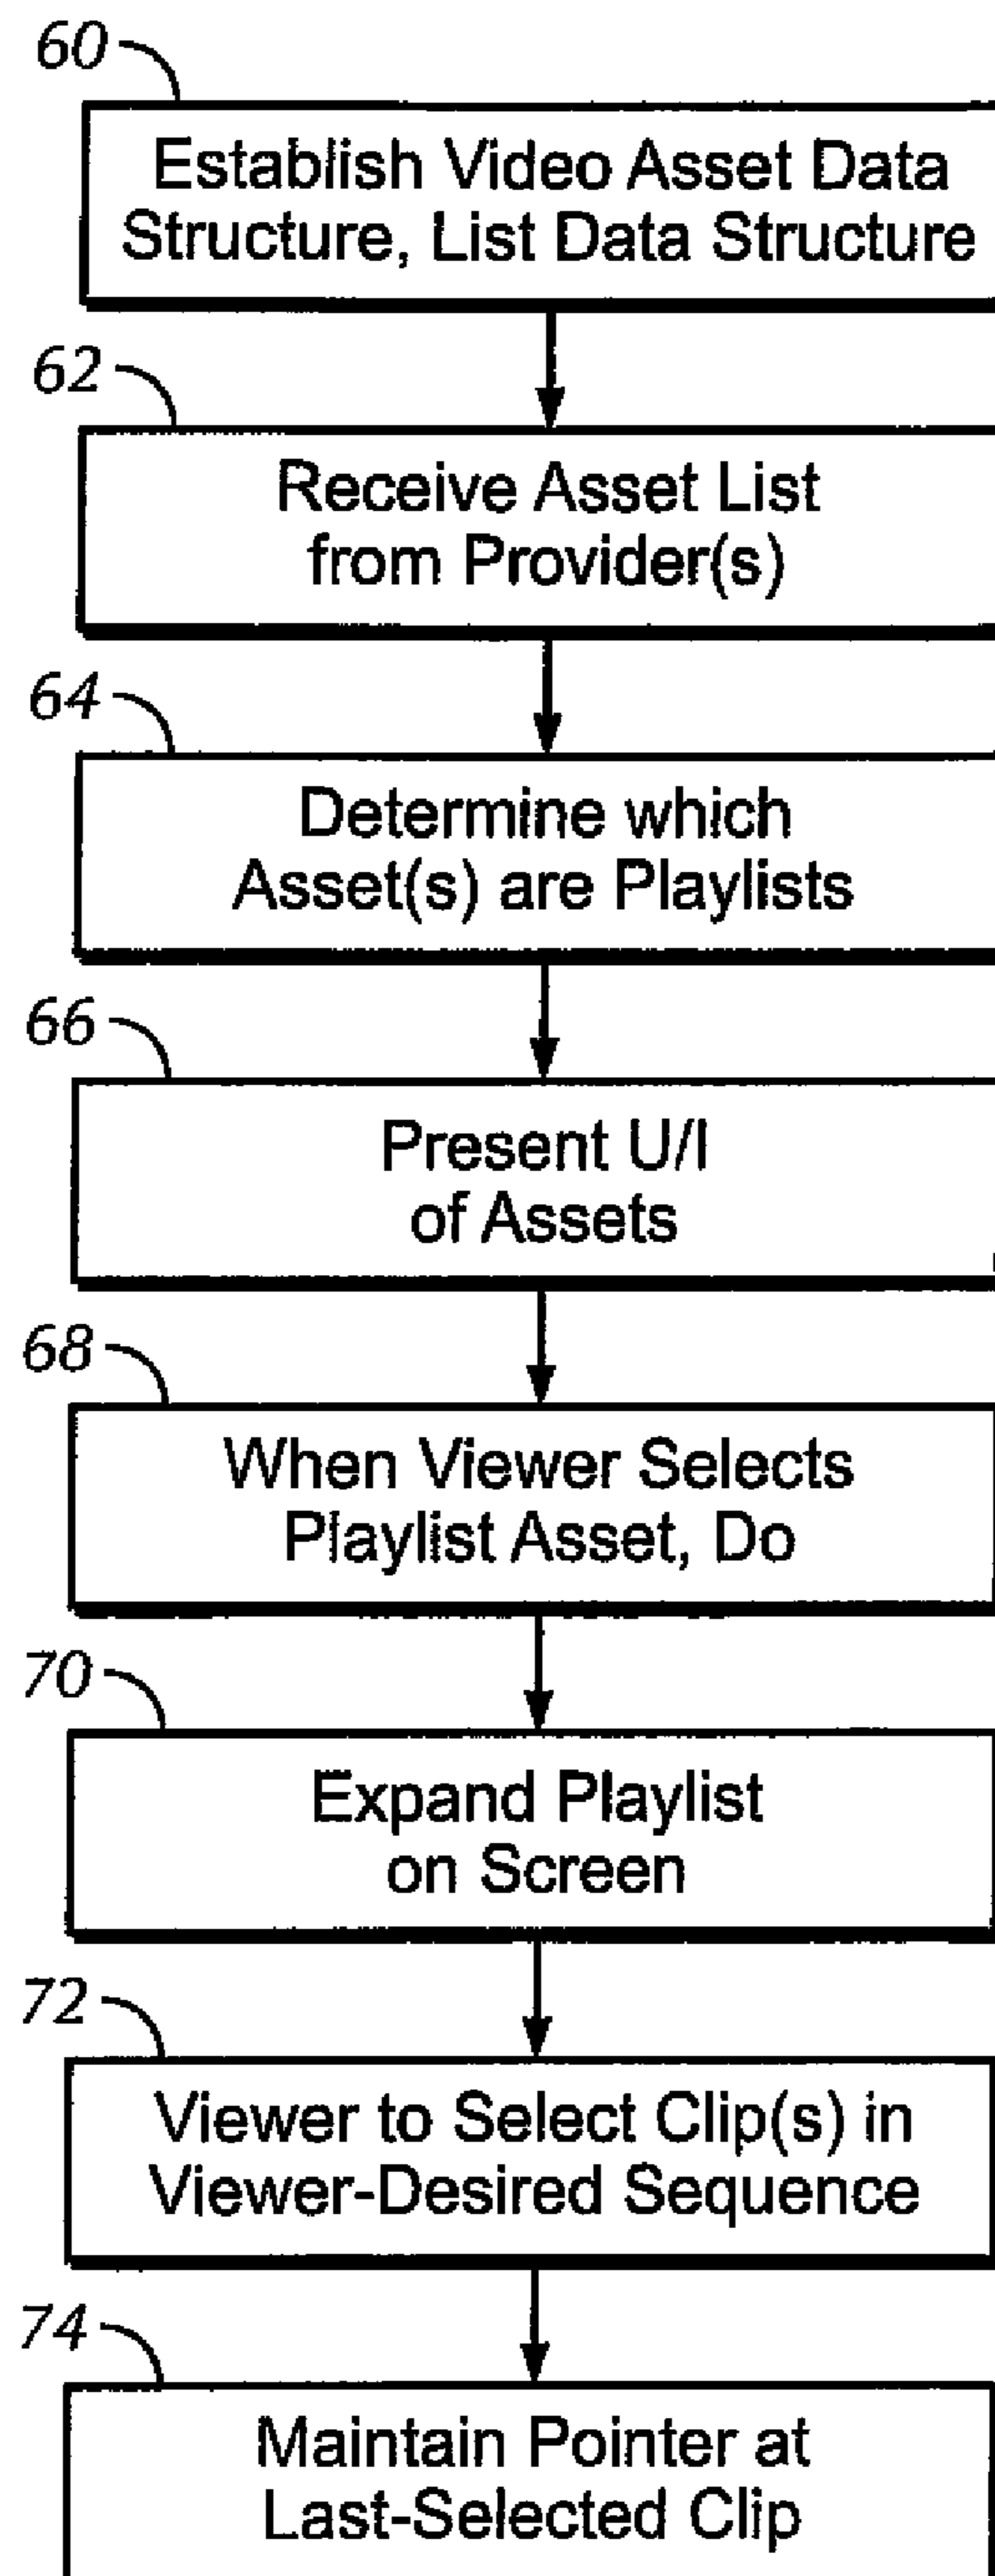 60
Establish Video Asset Data
Structure, List Data Structure
62
Receive Asset List
from Provider(s)
64
Determine which
Asset(s) are Playlists
66
Present U/I
of Assets
68
When Viewer Selects
Playlist Asset, Do
70
Expand Playlist
on Screen
72
Viewer to Select Clip(s) in
Viewer-Desired Sequence
74
Maintain Pointer at
Last-Selected Clip